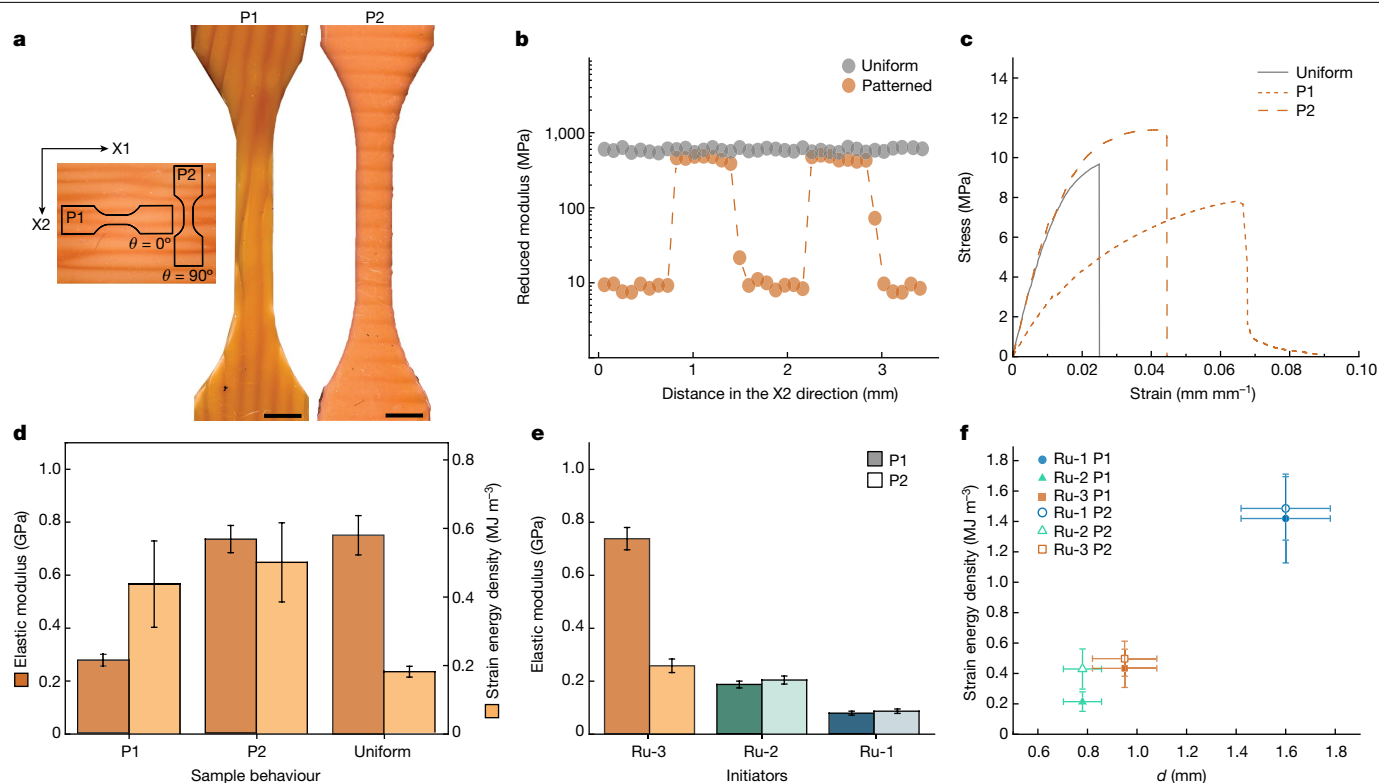 a
P1
P2
X1
X2
P1
P2
θ = 0°
θ = 90°
b
Uniform
Patterned
Reduced modulus (MPa)
1,000
100
10
0
1
2
3
Distance in the X2 direction (mm)
c
Uniform
P1
P2
Stress (MPa)
14
12
10
8
6
4
2
0
0
0.02
0.04
0.06
0.08
0.10
Strain (mm mm⁻¹)
d
Elastic modulus (GPa)
1.0
0.8
0.6
0.4
0.2
0
Strain energy density (MJ m⁻³)
0.8
0.6
0.4
0.2
0
P1
P2
Uniform
Sample behaviour
e
P1
P2
Elastic modulus (GPa)
1.0
0.8
0.6
0.4
0.2
0
Ru-3
Ru-2
Ru-1
Initiators
f
Ru-1 P1
Ru-2 P1
Ru-3 P1
Ru-1 P2
Ru-2 P2
Ru-3 P2
Strain energy density (MJ m⁻³)
1.8
1.6
1.4
1.2
1.0
0.8
0.6
0.4
0.2
0
0.6
0.8
1.0
1.2
1.4
1.6
1.8
d (mm)